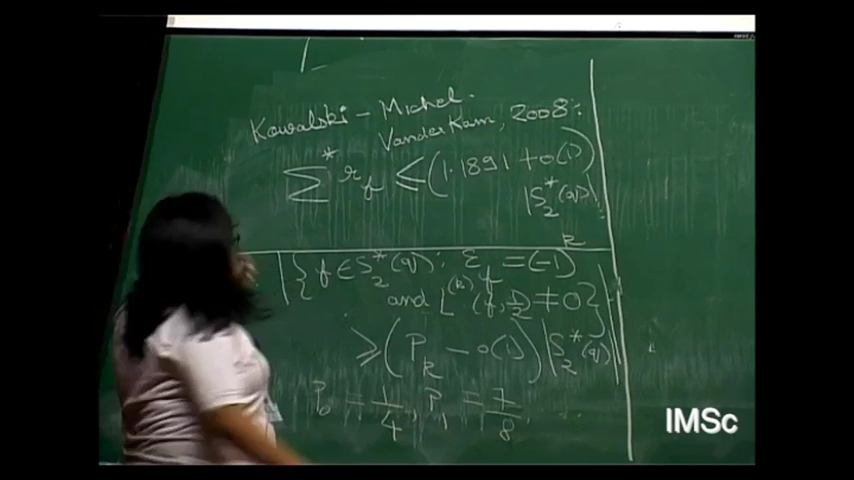 Kowalski - Michel
VanderKam, 2008:
∑* r_f ≤ (1.1891 + o(1))
|S_2^*(q)|
|{f ∈ S_2^*(q): ε_f = (-1)^k
and L^(k)(f, 1/2) ≠ 0}|
≥ (P_k - o(1)) |S_2^*(q)|
P_0 = 1/4, P_1 = 7/8, ...
IMSc